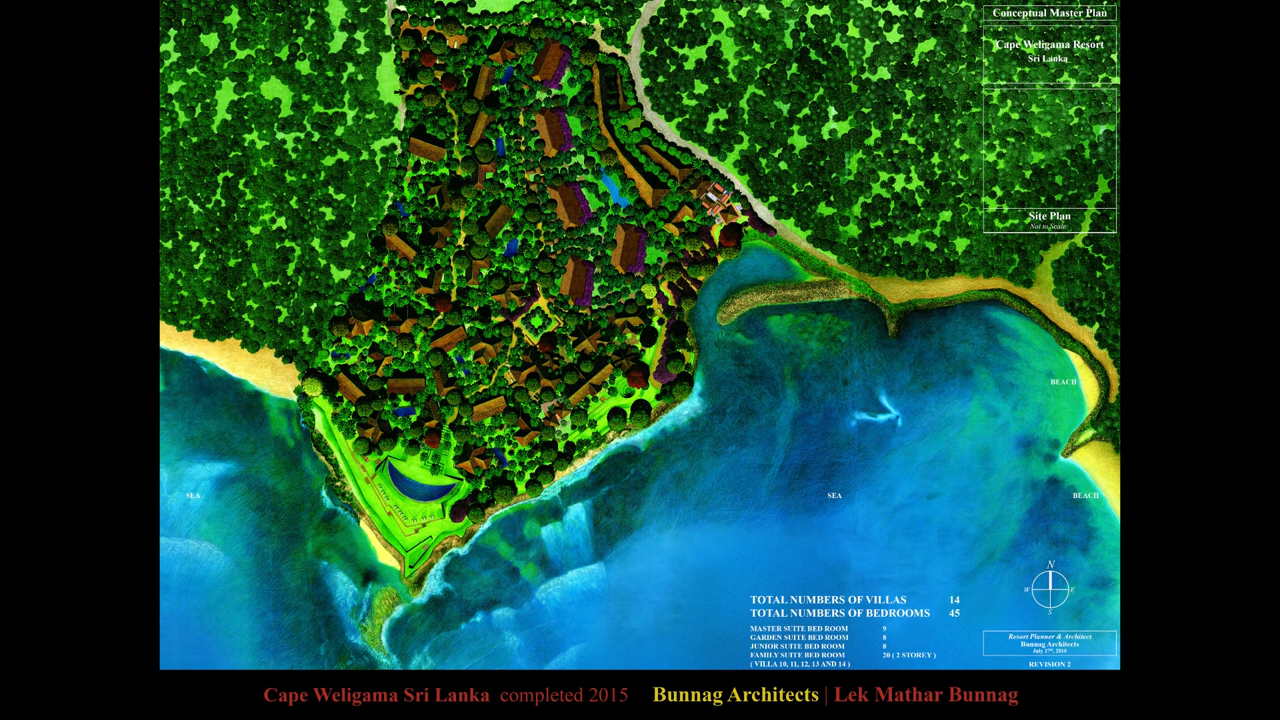 Conceptual Master Plan
Cape Weligama Resort
Sri Lanka
Site Plan
Not to Scale
BEACH
SEA
SEA
BEACH
N
W E
S
TOTAL NUMBERS OF VILLAS 14
TOTAL NUMBERS OF BEDROOMS 45
MASTER SUITE BED ROOM 9
GARDEN SUITE BED ROOM 8
JUNIOR SUITE BED ROOM 8
FAMILY SUITE BED ROOM 20 ( 2 STOREY )
( VILLA 10, 11, 12, 13 AND 14 )
Resort Planner & Architect
Bunnag Architects
July 27th, 2010
REVISION 2
Cape Weligama Sri Lanka completed 2015 Bunnag Architects | Lek Mathar Bunnag